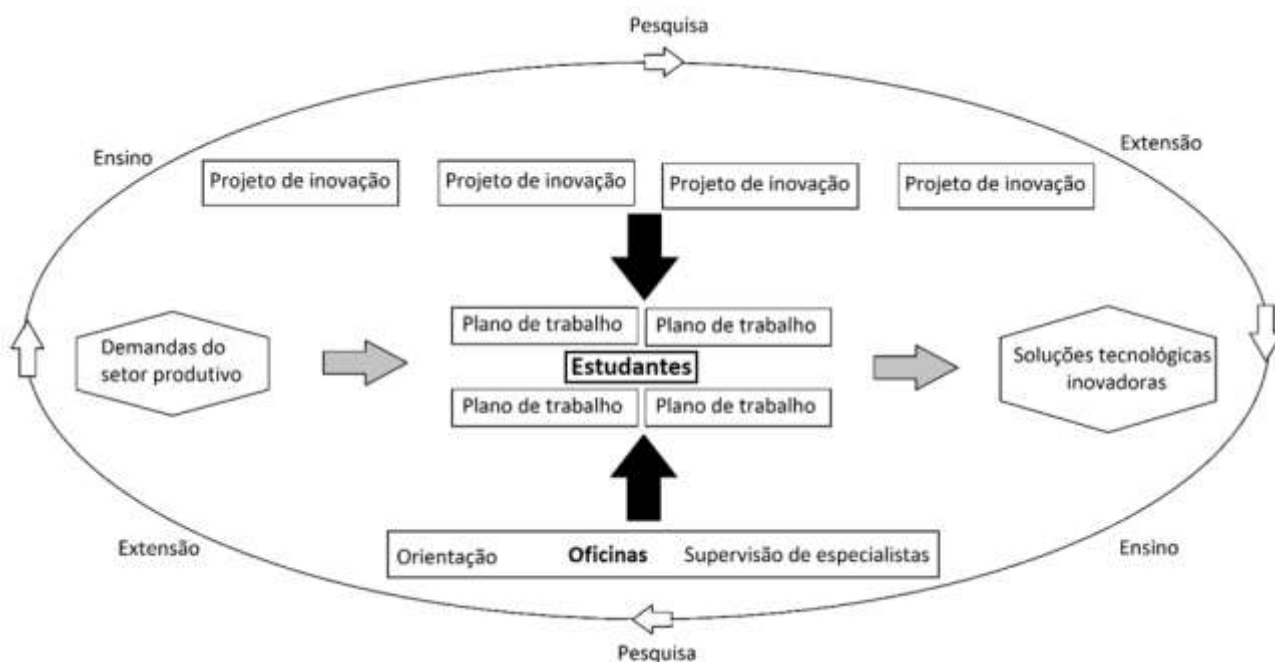 Pesquisa
Ensino
Extensão
Projeto de inovação
Projeto de inovação
Projeto de inovação
Projeto de inovação
Demandas do
setor produtivo
Plano de trabalho
Plano de trabalho
Estudantes
Plano de trabalho
Plano de trabalho
Soluções tecnológicas
inovadoras
Extensão
Orientação
Oficinas
Supervisão de especialistas
Ensino
Pesquisa